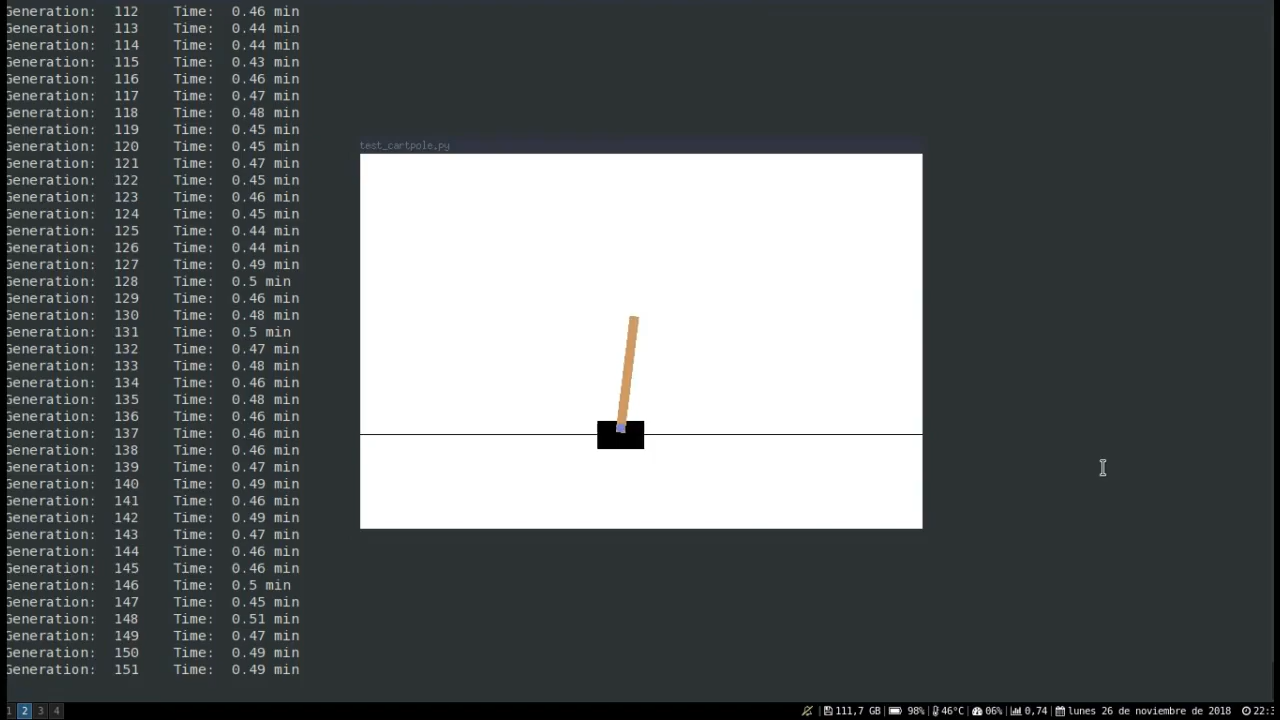 Generation: 112 Time: 0.46 min
Generation: 113 Time: 0.44 min
Generation: 114 Time: 0.44 min
Generation: 115 Time: 0.43 min
Generation: 116 Time: 0.46 min
Generation: 117 Time: 0.47 min
Generation: 118 Time: 0.48 min
Generation: 119 Time: 0.45 min
Generation: 120 Time: 0.45 min
Generation: 121 Time: 0.47 min
Generation: 122 Time: 0.45 min
Generation: 123 Time: 0.46 min
Generation: 124 Time: 0.45 min
Generation: 125 Time: 0.44 min
Generation: 126 Time: 0.44 min
Generation: 127 Time: 0.49 min
Generation: 128 Time: 0.5 min
Generation: 129 Time: 0.46 min
Generation: 130 Time: 0.48 min
Generation: 131 Time: 0.5 min
Generation: 132 Time: 0.47 min
Generation: 133 Time: 0.48 min
Generation: 134 Time: 0.46 min
Generation: 135 Time: 0.48 min
Generation: 136 Time: 0.46 min
Generation: 137 Time: 0.46 min
Generation: 138 Time: 0.46 min
Generation: 139 Time: 0.47 min
Generation: 140 Time: 0.49 min
Generation: 141 Time: 0.46 min
Generation: 142 Time: 0.49 min
Generation: 143 Time: 0.47 min
Generation: 144 Time: 0.46 min
Generation: 145 Time: 0.46 min
Generation: 146 Time: 0.5 min
Generation: 147 Time: 0.45 min
Generation: 148 Time: 0.51 min
Generation: 149 Time: 0.47 min
Generation: 150 Time: 0.49 min
Generation: 151 Time: 0.49 min
test_cartpole.py
1 2 3 4 | 111,7 GB | 98% | 46°C | 06% | 0,74 | lunes 26 de noviembre de 2018